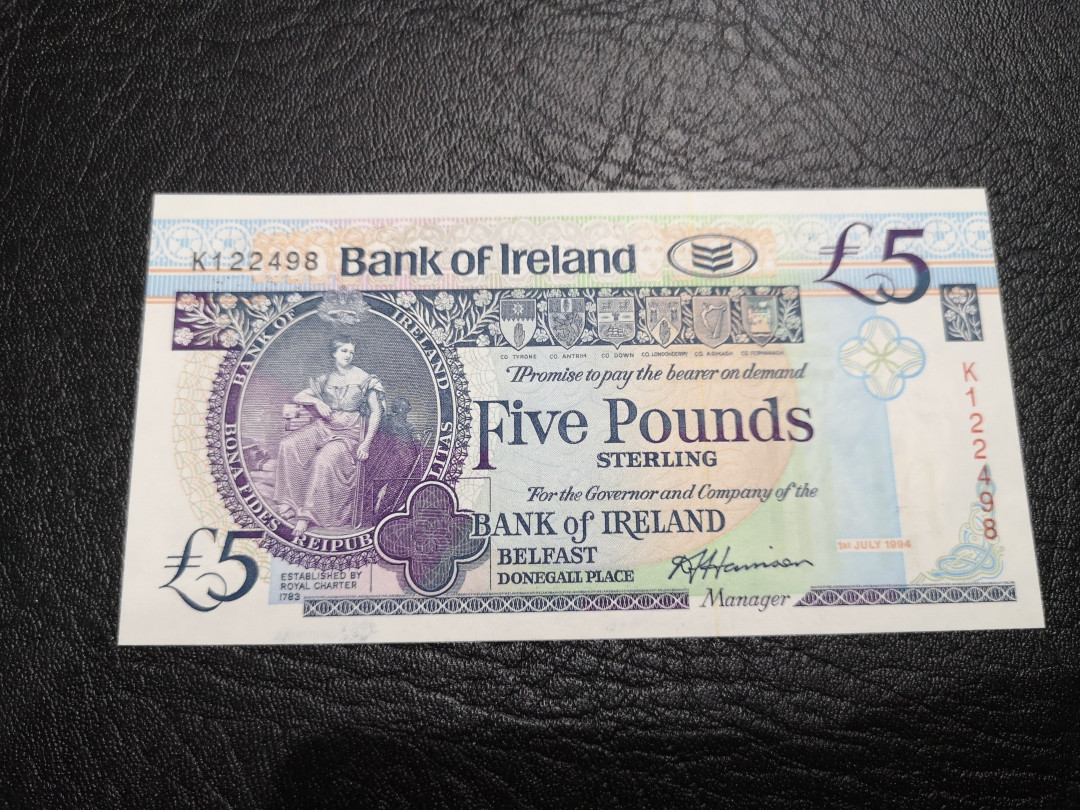 K122498 Bank of Ireland £5
CO. TYRONE CO. ANTRIM CO. DOWN CO. LONDONDERRY CO. ARMAGH CO. FERMANAGH
BANK OF IRELAND
BONA FIDES REIPUB LITAS
I Promise to pay the bearer on demand
Five Pounds
STERLING
For the Governor and Company of the
BANK of IRELAND
BELFAST
DONEGALL PLACE
Manager
£5
ESTABLISHED BY
ROYAL CHARTER
1783
1st JULY 1994
K122498